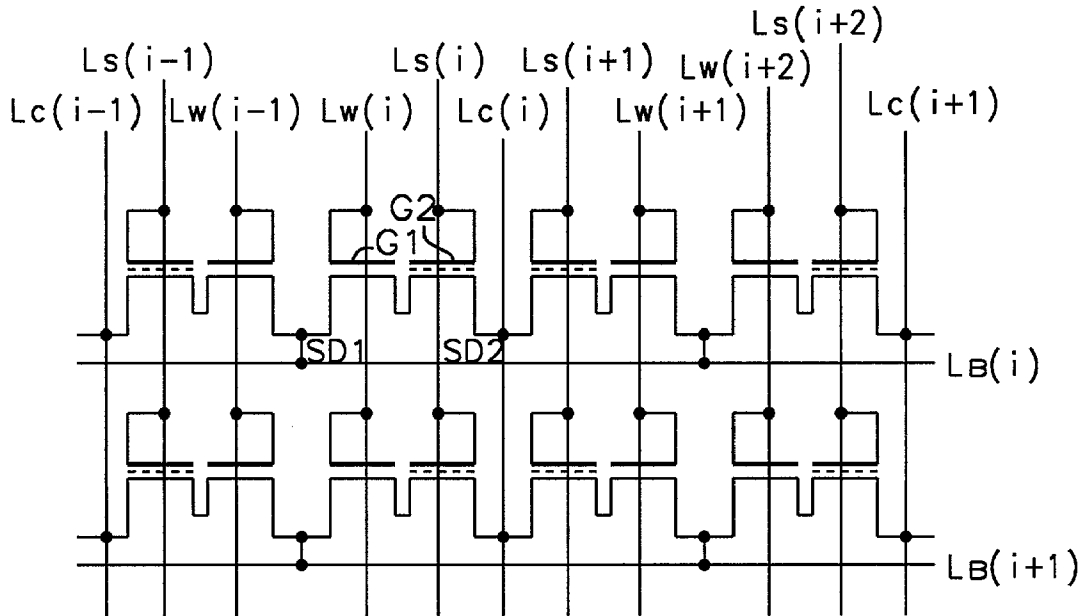 Ls(i+2)
Ls(i-1) Ls(i) Ls(i+1) Lw(i+2)
Lc(i-1) Lw(i-1) Lw(i) Lc(i) Lw(i+1) Lc(i+1)
G2
G1
SD1 SD2
LB(i)
LB(i+1)